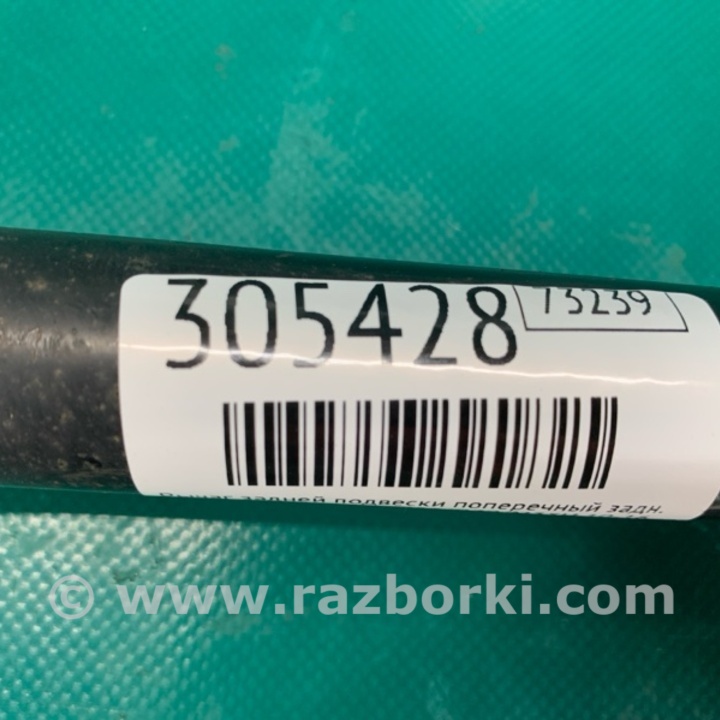 305428
73239
Рычаг задней подвески поперечный задн.
© www.razborki.com